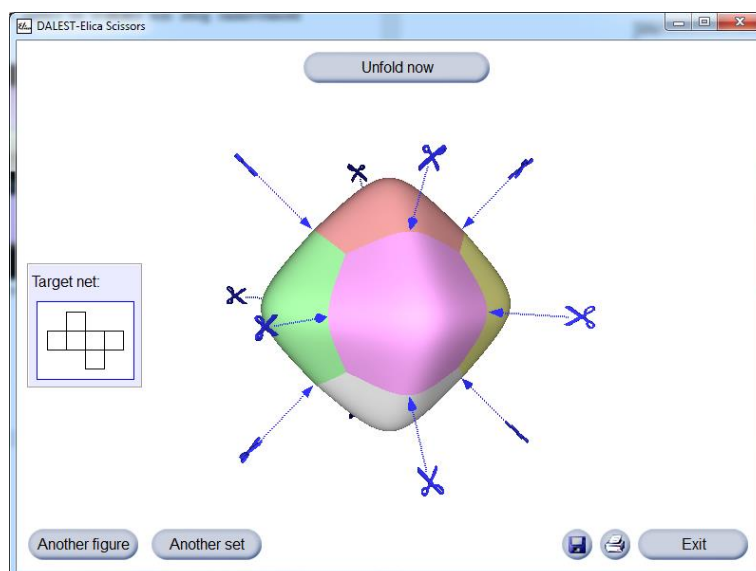 DALEST-Elica Scissors
Unfold now
Target net:
Another figure
Another set
Exit